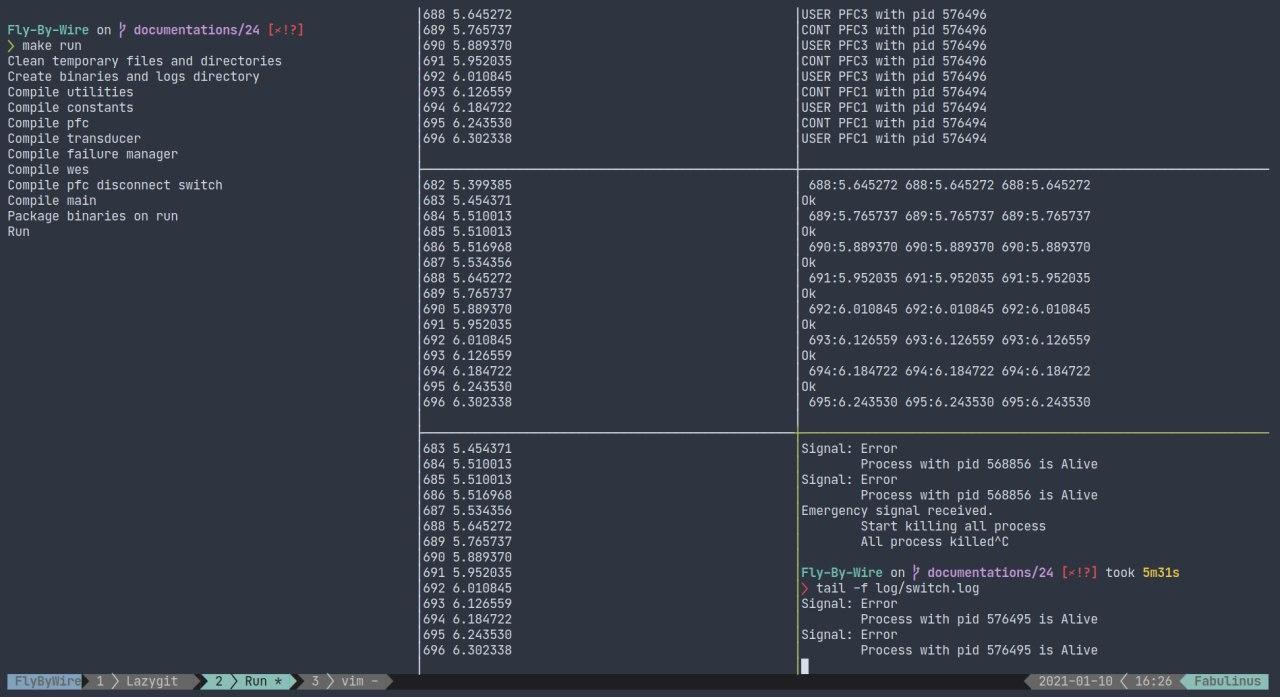 Fly-By-Wire on documentations/24 [×!?]
❯ make run
Clean temporary files and directories
Create binaries and logs directory
Compile utilities
Compile constants
Compile pfc
Compile transducer
Compile failure manager
Compile wes
Compile pfc disconnect switch
Compile main
Package binaries on run
Run
688 5.645272
689 5.765737
690 5.889370
691 5.952035
692 6.010845
693 6.126559
694 6.184722
695 6.243530
696 6.302338
682 5.399385
683 5.454371
684 5.510013
685 5.510013
686 5.516968
687 5.534356
688 5.645272
689 5.765737
690 5.889370
691 5.952035
692 6.010845
693 6.126559
694 6.184722
695 6.243530
696 6.302338
683 5.454371
684 5.510013
685 5.510013
686 5.516968
687 5.534356
688 5.645272
689 5.765737
690 5.889370
691 5.952035
692 6.010845
693 6.126559
694 6.184722
695 6.243530
696 6.302338
USER PFC3 with pid 576496
CONT PFC3 with pid 576496
USER PFC3 with pid 576496
CONT PFC3 with pid 576496
USER PFC3 with pid 576496
CONT PFC1 with pid 576494
USER PFC1 with pid 576494
CONT PFC1 with pid 576494
USER PFC1 with pid 576494
688:5.645272 688:5.645272 688:5.645272
Ok
689:5.765737 689:5.765737 689:5.765737
Ok
690:5.889370 690:5.889370 690:5.889370
Ok
691:5.952035 691:5.952035 691:5.952035
Ok
692:6.010845 692:6.010845 692:6.010845
Ok
693:6.126559 693:6.126559 693:6.126559
Ok
694:6.184722 694:6.184722 694:6.184722
Ok
695:6.243530 695:6.243530 695:6.243530
Signal: Error
Process with pid 568856 is Alive
Signal: Error
Process with pid 568856 is Alive
Emergency signal received.
Start killing all process
All process killed^C
Fly-By-Wire on documentations/24 [×!?] took 5m31s
❯ tail -f log/switch.log
Signal: Error
Process with pid 576495 is Alive
Signal: Error
Process with pid 576495 is Alive
FlyByWire 1 Lazygit 2 Run * 3 vim - 2021-01-10 16:26 Fabulinus